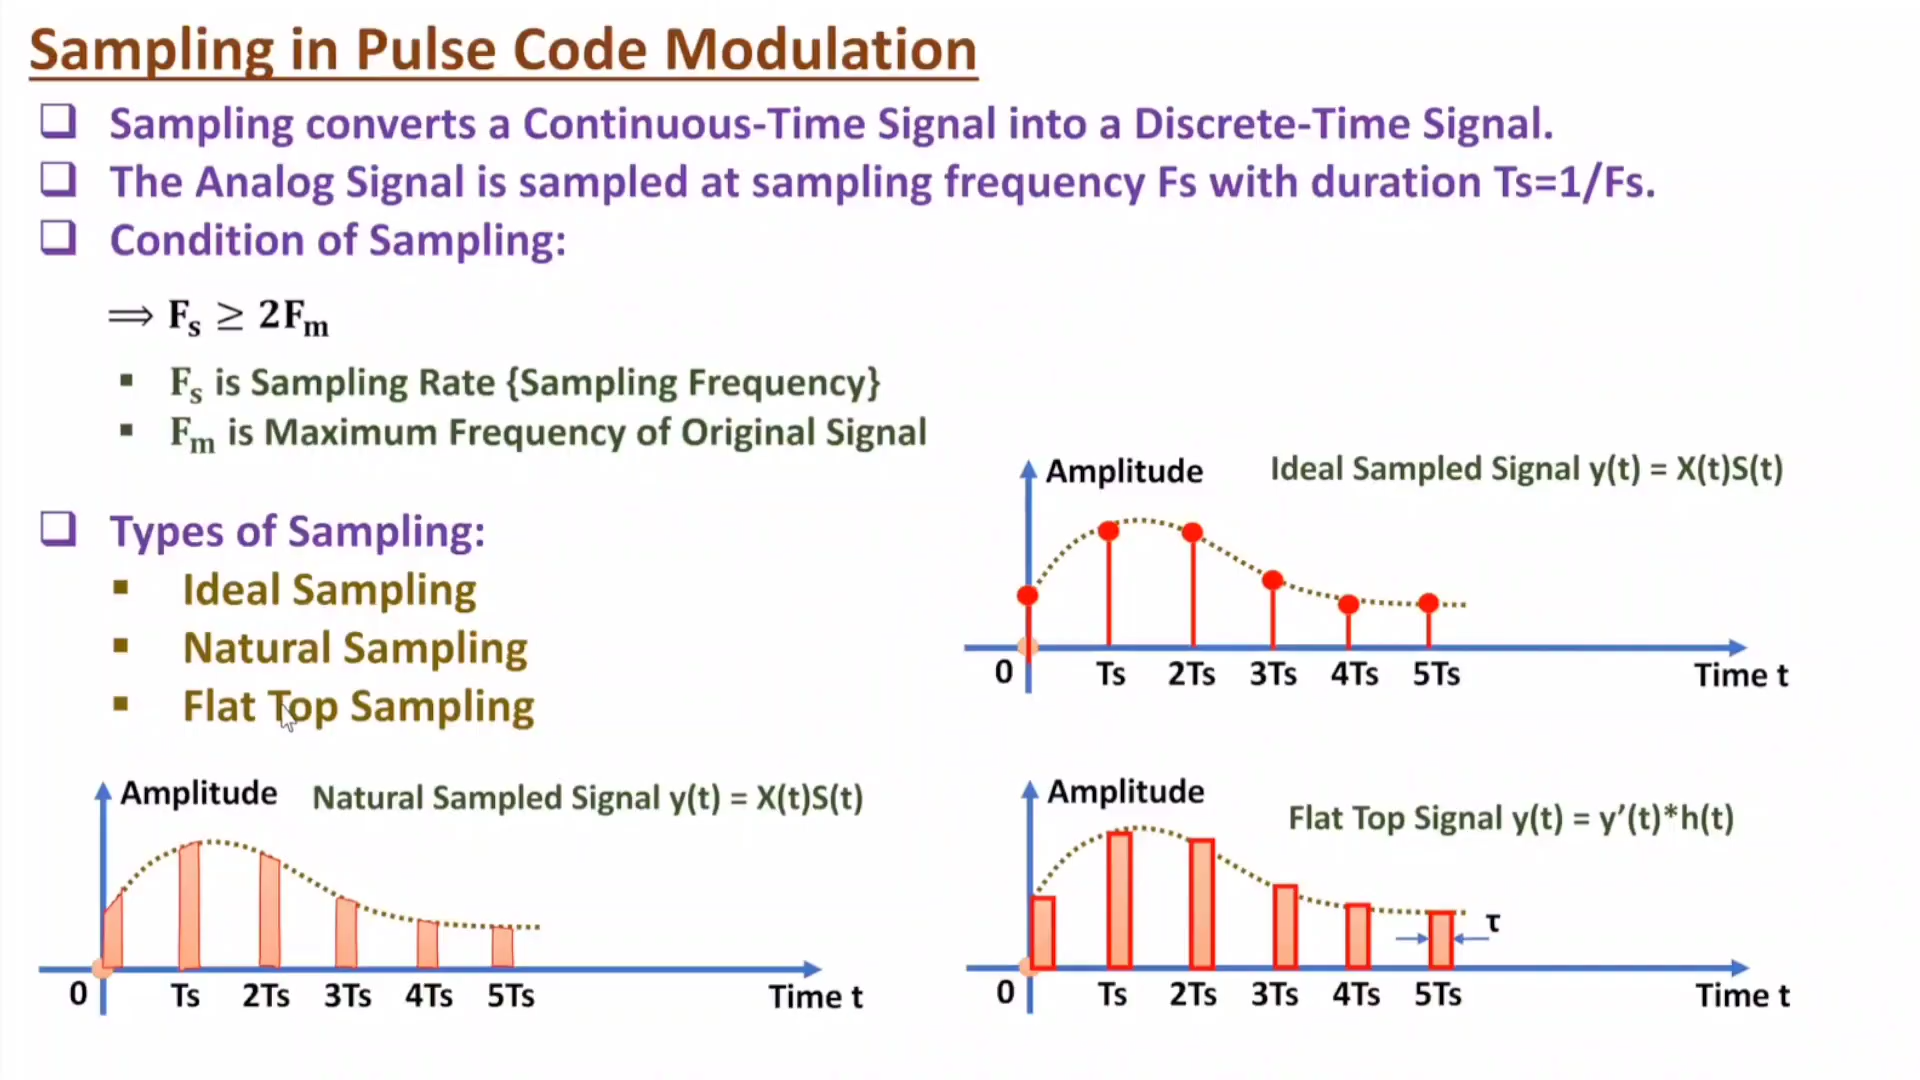 Sampling in Pulse Code Modulation
❑ Sampling converts a Continuous-Time Signal into a Discrete-Time Signal.
❑ The Analog Signal is sampled at sampling frequency Fs with duration Ts=1/Fs.
❑ Condition of Sampling:
⟹ Fₛ ≥ 2Fₘ
▪ Fₛ is Sampling Rate {Sampling Frequency}
▪ Fₘ is Maximum Frequency of Original Signal
❑ Types of Sampling:
▪ Ideal Sampling
▪ Natural Sampling
▪ Flat Top Sampling
Amplitude Ideal Sampled Signal y(t) = X(t)S(t)
0 Ts 2Ts 3Ts 4Ts 5Ts Time t
Amplitude Natural Sampled Signal y(t) = X(t)S(t)
0 Ts 2Ts 3Ts 4Ts 5Ts Time t
Amplitude
Flat Top Signal y(t) = y’(t)*h(t)
τ
0 Ts 2Ts 3Ts 4Ts 5Ts Time t